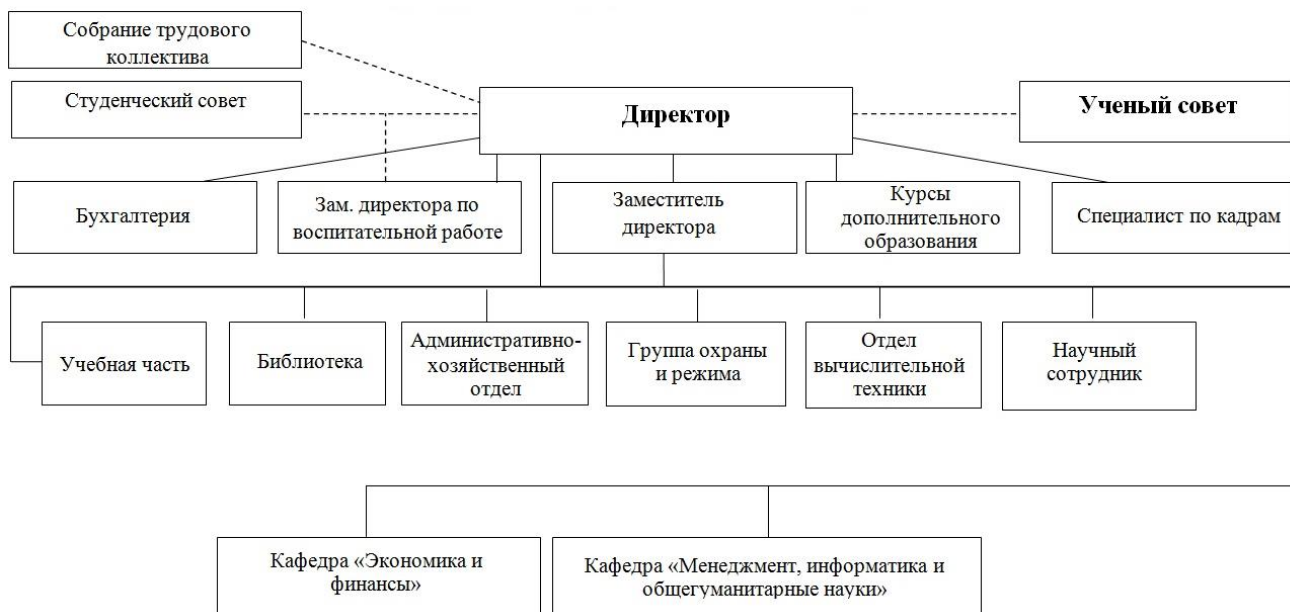 Собрание трудового
коллектива
Студенческий совет
Директор
Ученый совет
Бухгалтерия
Зам. директора по
воспитательной работе
Заместитель
директора
Курсы
дополнительного
образования
Специалист по кадрам
Учебная часть
Библиотека
Административно-
хозяйственный
отдел
Группа охраны
и режима
Отдел
вычислительной
техники
Научный
сотрудник
Кафедра «Экономика и
финансы»
Кафедра «Менеджмент, информатика и
общегуманитарные науки»